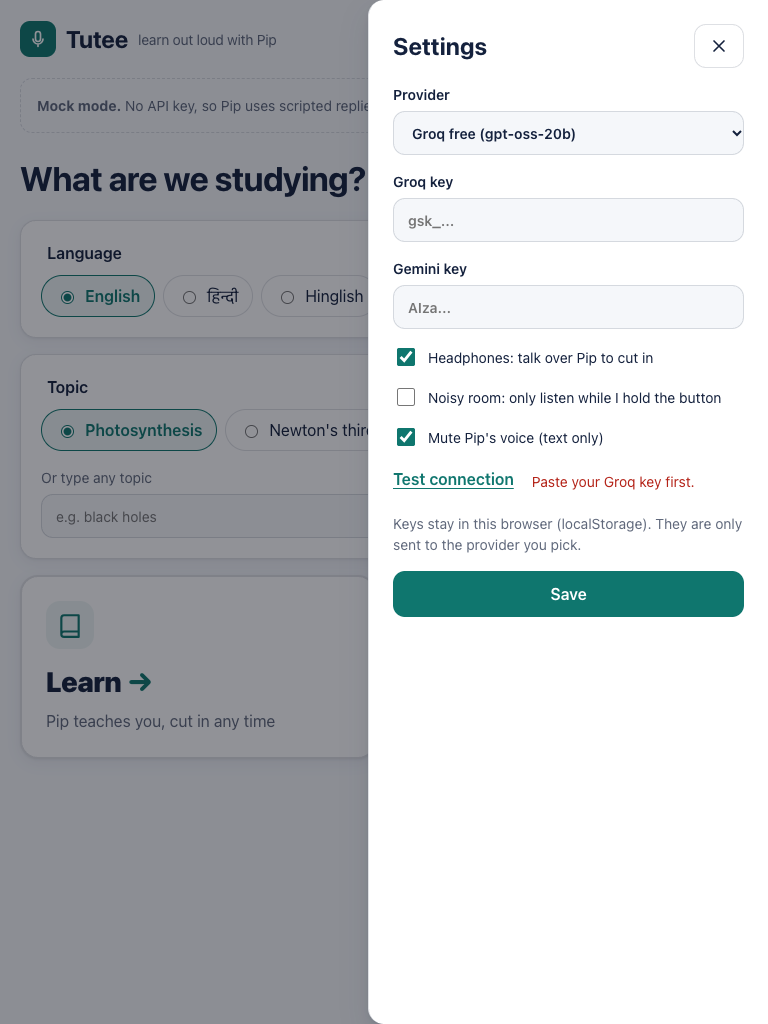 Tutee learn out loud with Pip
Mock mode. No API key, so Pip uses scripted replie
What are we studying?
Language
English
हिन्दी
Hinglish
Topic
Photosynthesis
Newton's thir
Or type any topic
e.g. black holes
Learn →
Pip teaches you, cut in any time
Settings
Provider
Groq free (gpt-oss-20b)
Groq key
gsk_...
Gemini key
AIza...
Headphones: talk over Pip to cut in
Noisy room: only listen while I hold the button
Mute Pip's voice (text only)
Test connection
Paste your Groq key first.
Keys stay in this browser (localStorage). They are only
sent to the provider you pick.
Save